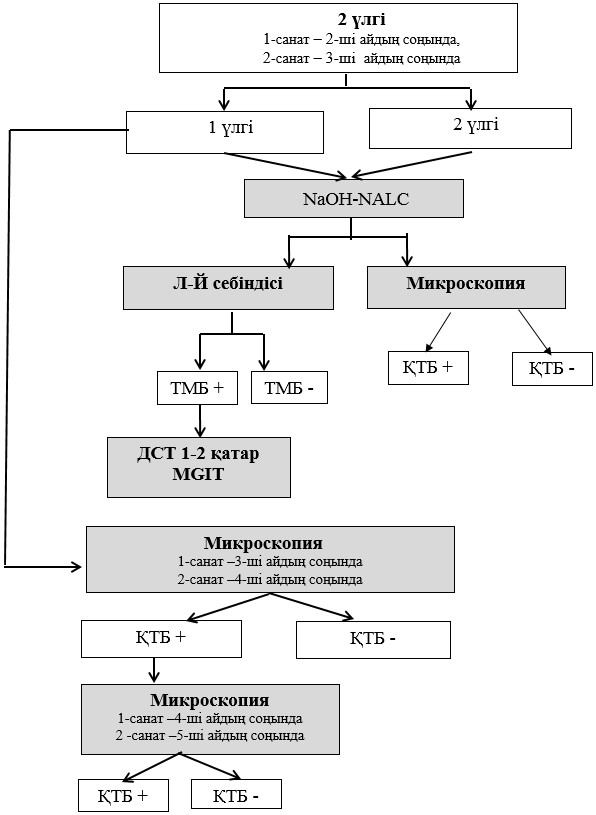 2 үлгі
1-санат – 2-ші айдың соңында,
2-санат – 3-ші айдың соңында
1 үлгі
2 үлгі
NaOH-NALC
Л-Й себіндісі
Микроскопия
ТМБ +
ТМБ -
ҚТБ +
ҚТБ -
ДСТ 1-2 қатар
MGIT
Микроскопия
1-санат –3-ші айдың соңында
2-санат –4-ші айдың соңында
ҚТБ +
ҚТБ -
Микроскопия
1-санат –4-ші айдың соңында
2 -санат –5-ші айдың соңында
ҚТБ +
ҚТБ -